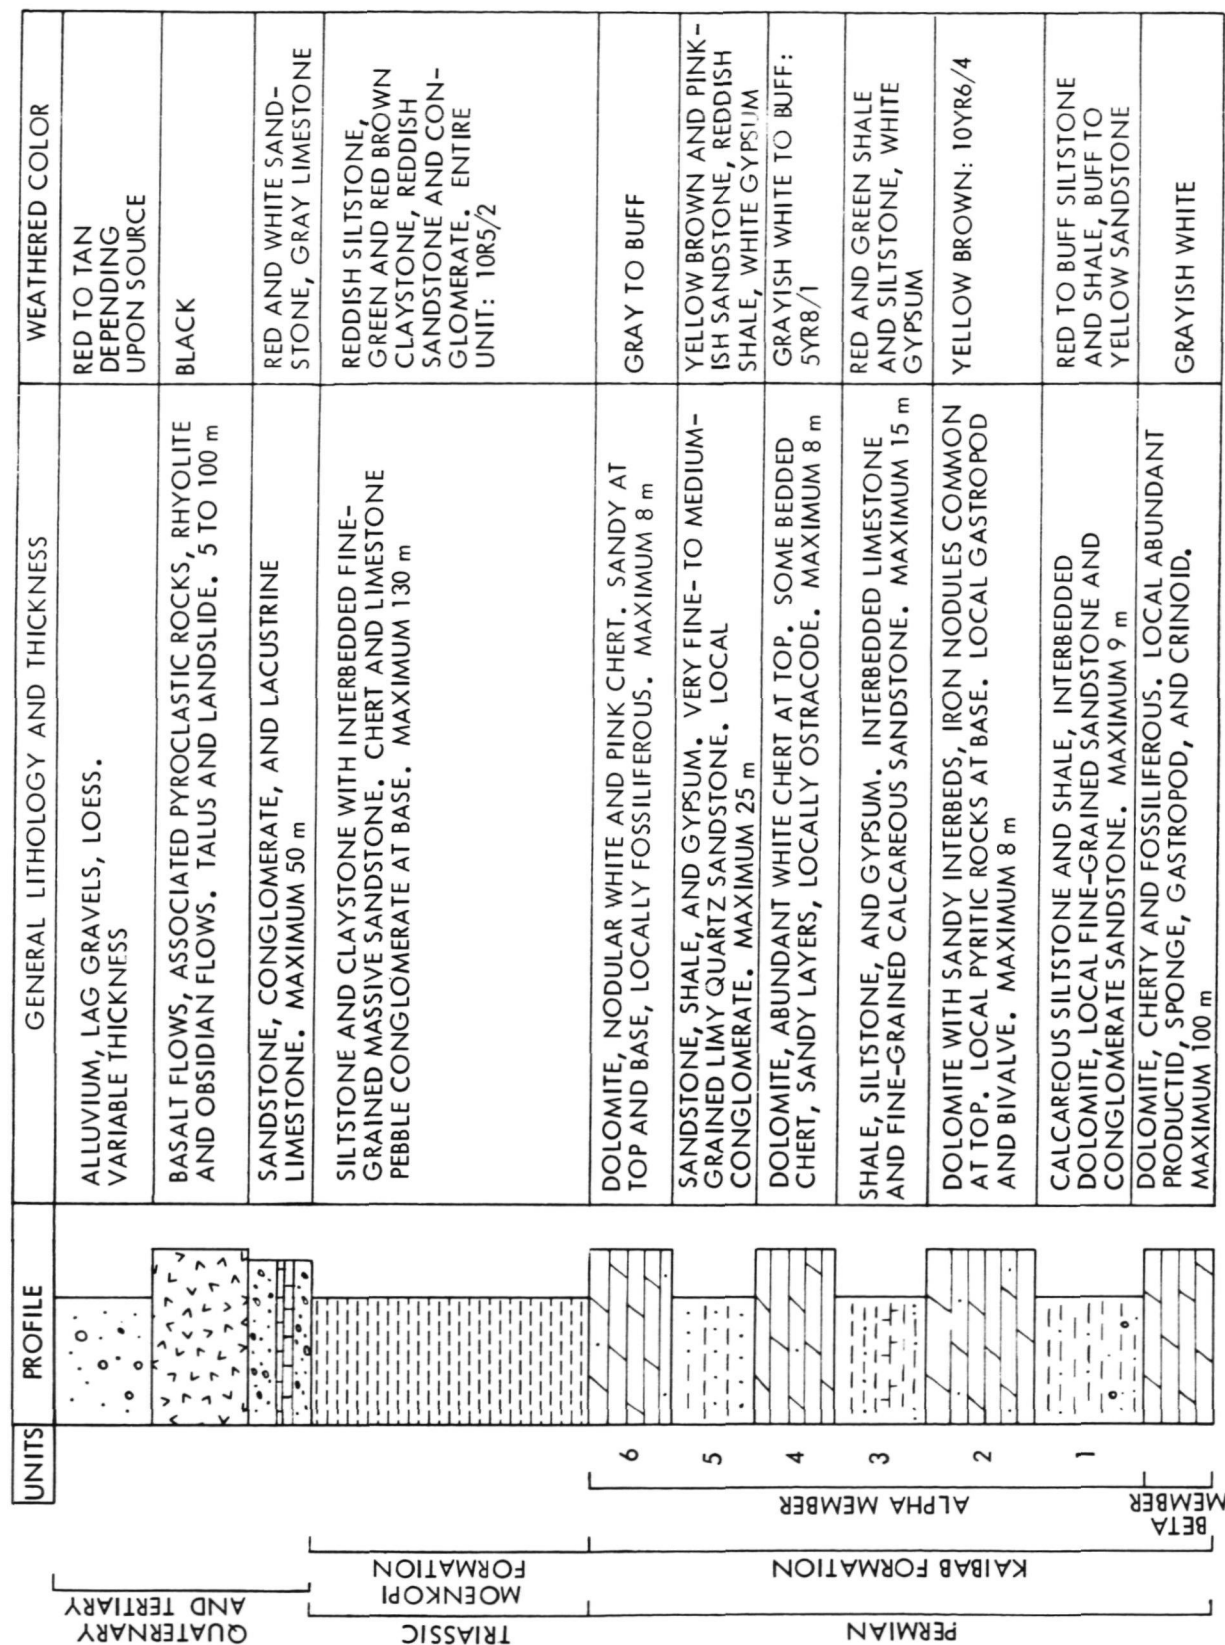 UNITS
PROFILE
GENERAL LITHOLOGY AND THICKNESS
WEATHERED COLOR
QUATERNARY
AND TERTIARY
ALLUVIUM, LAG GRAVELS, LOESS.
VARIABLE THICKNESS
RED TO TAN
DEPENDING
UPON SOURCE
BASALT FLOWS, ASSOCIATED PYROCLASTIC ROCKS, RHYOLITE
AND OBSIDIAN FLOWS. TALUS AND LANDSLIDE. 5 TO 100 m
BLACK
SANDSTONE, CONGLOMERATE, AND LACUSTRINE
LIMESTONE. MAXIMUM 50 m
RED AND WHITE SAND-
STONE, GRAY LIMESTONE
TRIASSIC
MOENKOPI
FORMATION
SILTSTONE AND CLAYSTONE WITH INTERBEDDED FINE-
GRAINED MASSIVE SANDSTONE. CHERT AND LIMESTONE
PEBBLE CONGLOMERATE AT BASE. MAXIMUM 130 m
REDDISH SILTSTONE,
GREEN AND RED BROWN
CLAYSTONE, REDDISH
SANDSTONE AND CON-
GLOMERATE. ENTIRE
UNIT: 10R5/2
PERMIAN
KAIBAB FORMATION
ALPHA MEMBER
6
DOLOMITE, NODULAR WHITE AND PINK CHERT. SANDY AT
TOP AND BASE, LOCALLY FOSSILIFEROUS. MAXIMUM 8 m
GRAY TO BUFF
5
SANDSTONE, SHALE, AND GYPSUM. VERY FINE- TO MEDIUM-
GRAINED LIMY QUARTZ SANDSTONE. LOCAL
CONGLOMERATE. MAXIMUM 25 m
YELLOW BROWN AND PINK-
ISH SANDSTONE, REDDISH
SHALE, WHITE GYPSUM
4
DOLOMITE, ABUNDANT WHITE CHERT AT TOP. SOME BEDDED
CHERT, SANDY LAYERS, LOCALLY OSTRACODE. MAXIMUM 8 m
GRAYISH WHITE TO BUFF:
5YR8/1
3
SHALE, SILTSTONE, AND GYPSUM. INTERBEDDED LIMESTONE
AND FINE-GRAINED CALCAREOUS SANDSTONE. MAXIMUM 15 m
RED AND GREEN SHALE
AND SILTSTONE, WHITE
GYPSUM
2
DOLOMITE WITH SANDY INTERBEDS, IRON NODULES COMMON
AT TOP. LOCAL PYRITIC ROCKS AT BASE. LOCAL GASTROPOD
AND BIVALVE. MAXIMUM 8 m
YELLOW BROWN: 10YR6/4
1
CALCAREOUS SILTSTONE AND SHALE, INTERBEDDED
DOLOMITE, LOCAL FINE-GRAINED SANDSTONE AND
CONGLOMERATE SANDSTONE. MAXIMUM 9 m
RED TO BUFF SILTSTONE
AND SHALE, BUFF TO
YELLOW SANDSTONE
BETA
MEMBER
DOLOMITE, CHERTY AND FOSSILIFEROUS. LOCAL ABUNDANT
PRODUCTID, SPONGE, GASTROPOD, AND CRINOID.
MAXIMUM 100 m
GRAYISH WHITE